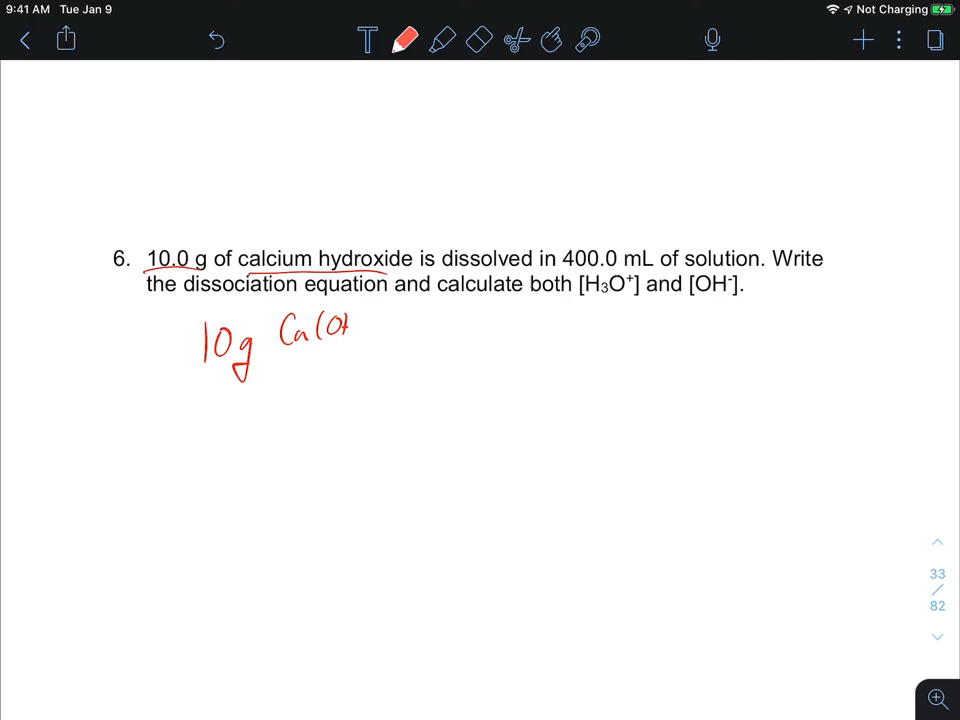 9:41 AM Tue Jan 9 Not Charging
T
6. 10.0 g of calcium hydroxide is dissolved in 400.0 mL of solution. Write
the dissociation equation and calculate both [H₃O⁺] and [OH⁻].
10g Ca(OH
33
/
82